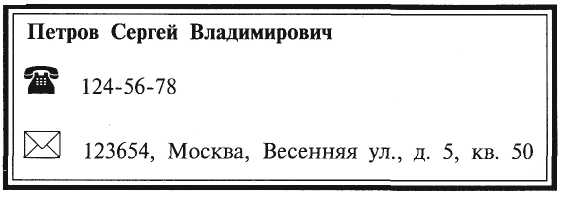 Петров Сергей Владимирович
124-56-78
123654, Москва, Весенняя ул., д. 5, кв. 50